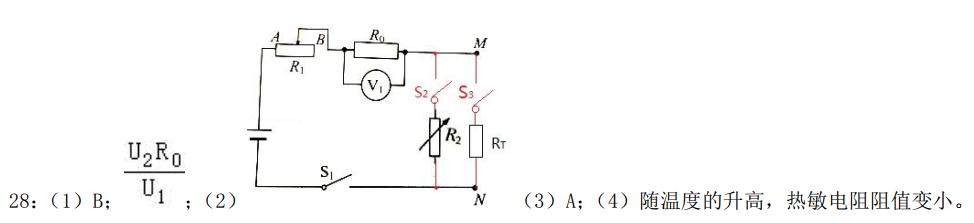 A B R₀ M
R₁
V₁ S₂ S₃
R₂ R_T
S₁
N
28：（1）B； U₂R₀/U₁ ；（2） （3）A；（4）随温度的升高，热敏电阻阻值变小。